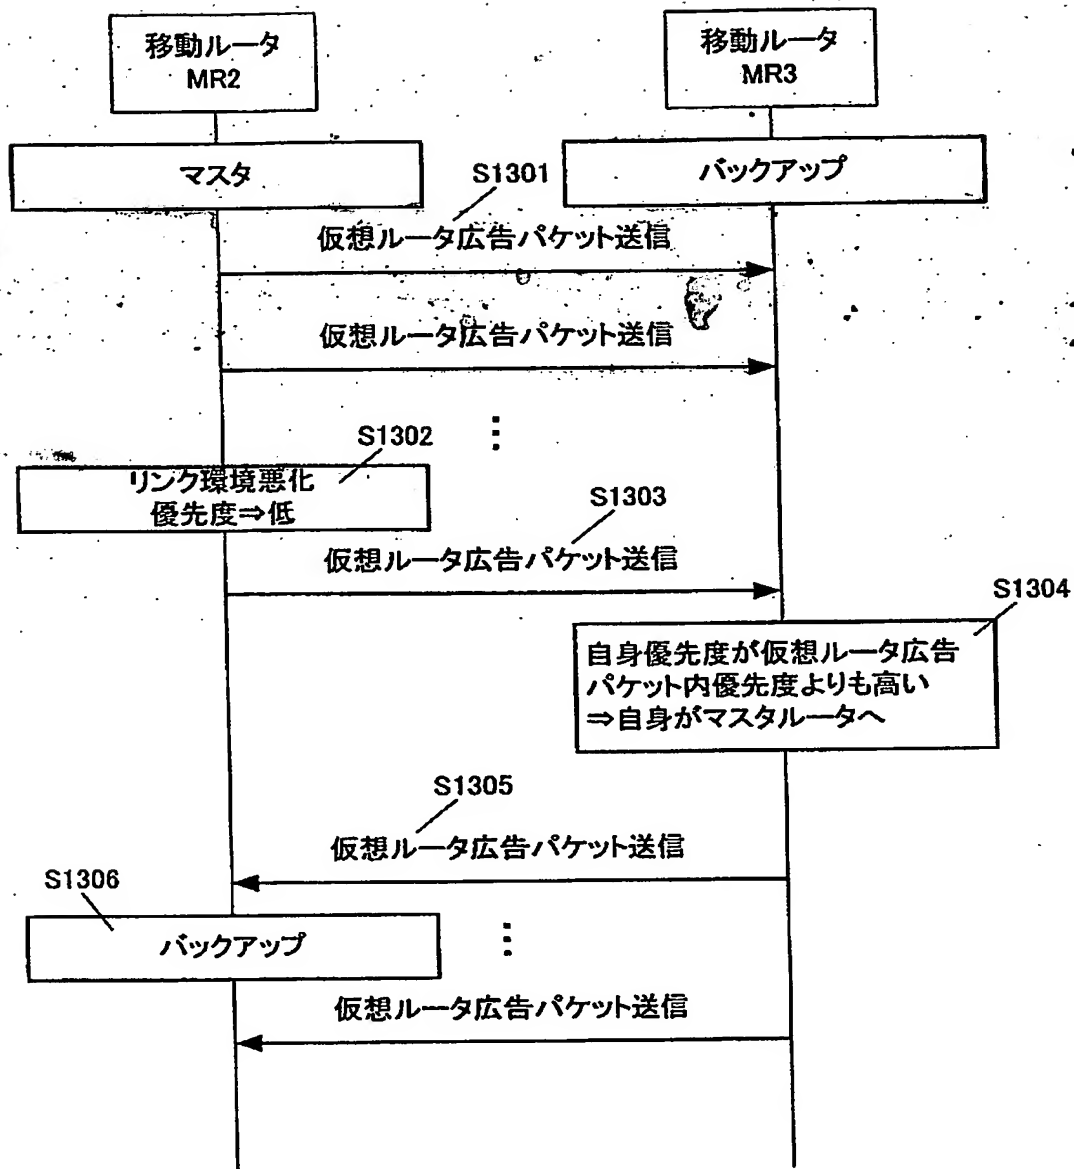 移動ルータ
MR2
移動ルータ
MR3
マスタ
バックアップ
S1301
仮想ルータ広告パケット送信
仮想ルータ広告パケット送信
S1302
リンク環境悪化
優先度⇒低
S1303
仮想ルータ広告パケット送信
S1304
自身優先度が仮想ルータ広告
パケット内優先度よりも高い
⇒自身がマスタルータへ
S1305
仮想ルータ広告パケット送信
S1306
バックアップ
仮想ルータ広告パケット送信